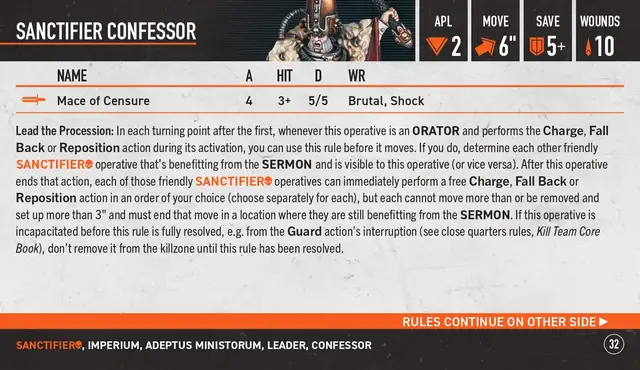 SANCTIFIER CONFESSOR
APL 2
MOVE 6"
SAVE 5+
WOUNDS 10
NAME A HIT D WR
Mace of Censure 4 3+ 5/5 Brutal, Shock
Lead the Procession: In each turning point after the first, whenever this operative is an ORATOR and performs the Charge, Fall
Back or Reposition action during its activation, you can use this rule before it moves. If you do, determine each other friendly
SANCTIFIER operative that's benefitting from the SERMON and is visible to this operative (or vice versa). After this operative
ends that action, each of those friendly SANCTIFIER operatives can immediately perform a free Charge, Fall Back or
Reposition action in an order of your choice (choose separately for each), but each cannot move more than or be removed and
set up more than 3" and must end that move in a location where they are still benefitting from the SERMON. If this operative is
incapacitated before this rule is fully resolved, e.g. from the Guard action's interruption (see close quarters rules, Kill Team Core
Book), don't remove it from the killzone until this rule has been resolved.
RULES CONTINUE ON OTHER SIDE ▶
SANCTIFIER, IMPERIUM, ADEPTUS MINISTORUM, LEADER, CONFESSOR
32